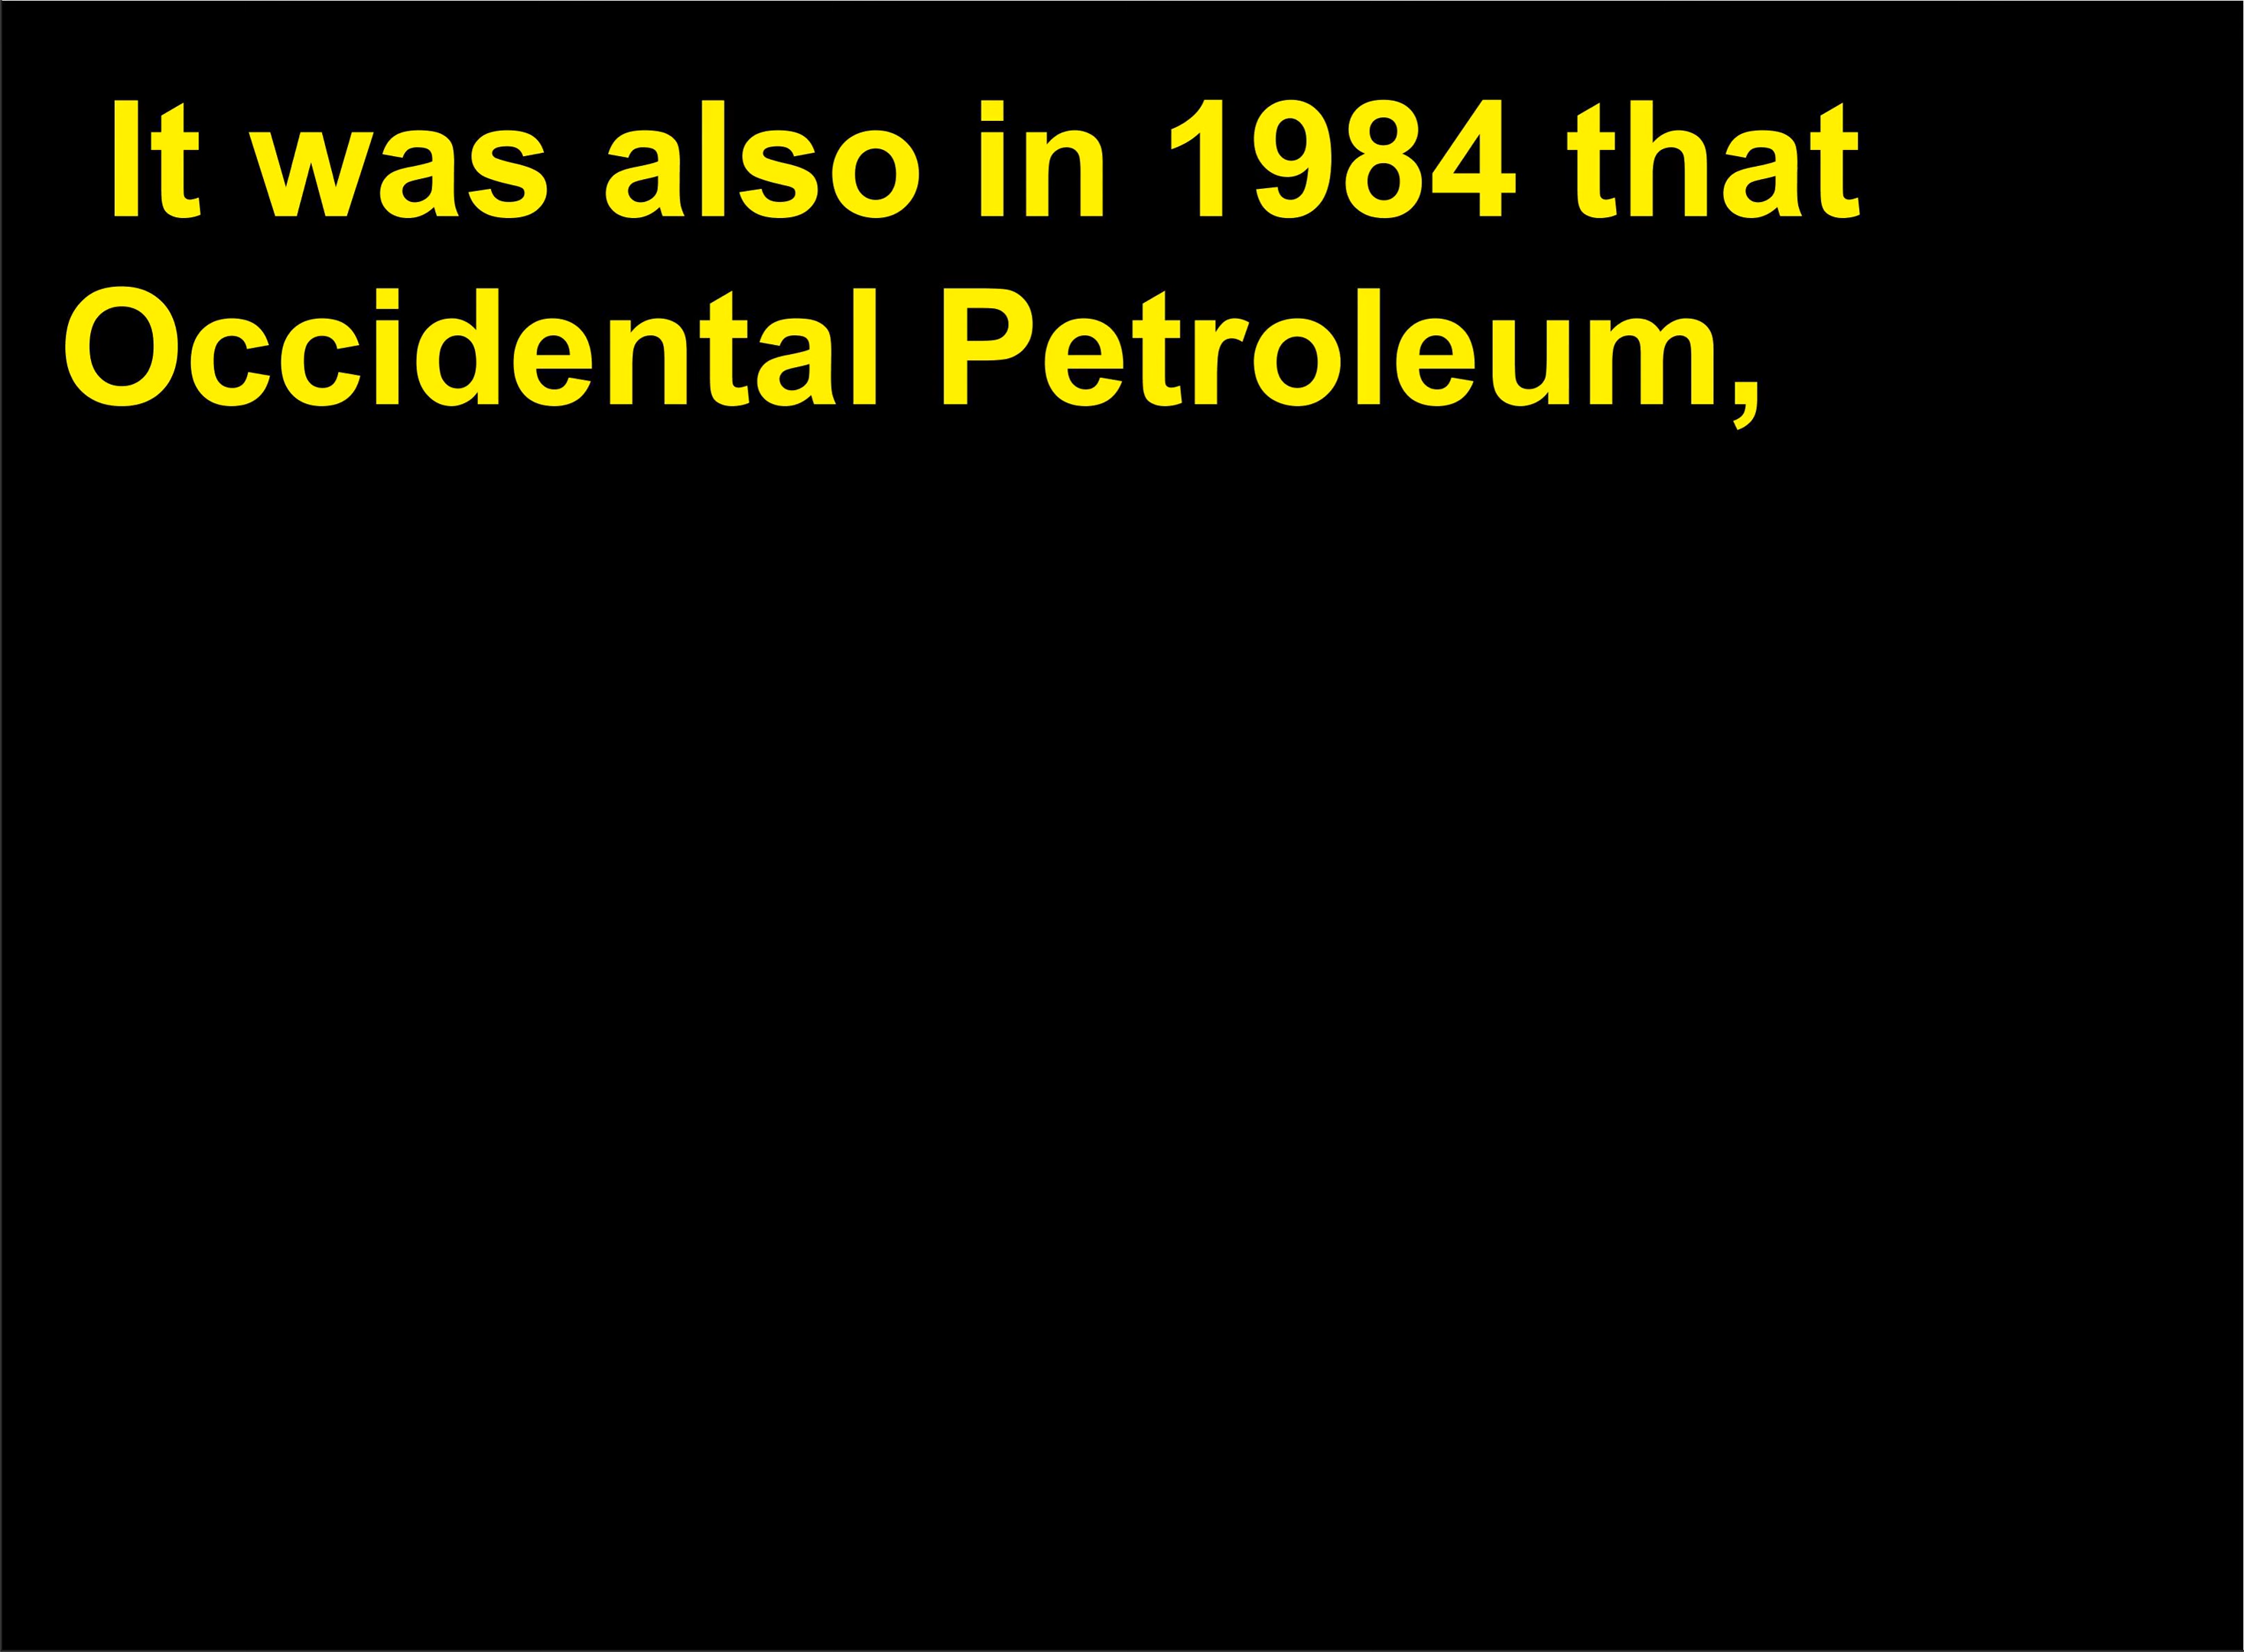 It was also in 1984 that
Occidental Petroleum,